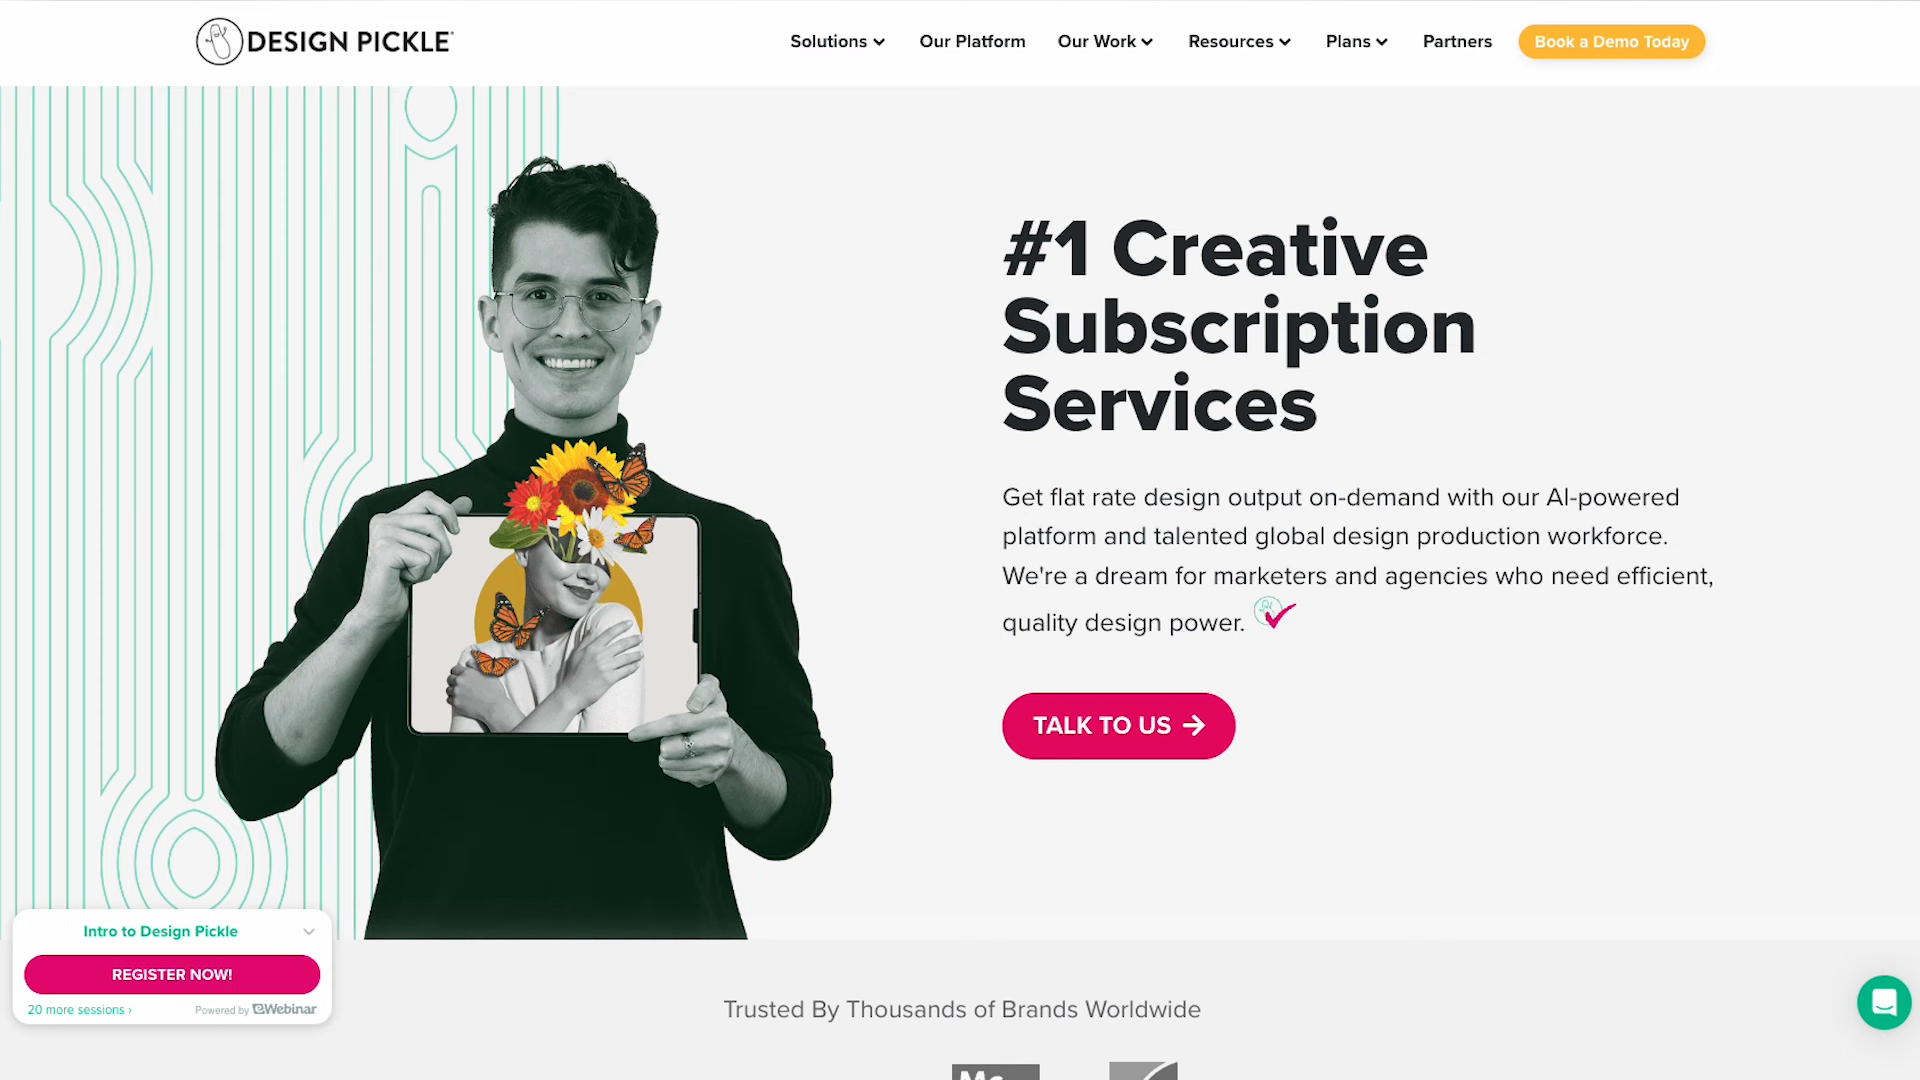 DESIGN PICKLE
Solutions
Our Platform
Our Work
Resources
Plans
Partners
Book a Demo Today
#1 Creative
Subscription
Services
Get flat rate design output on-demand with our AI-powered
platform and talented global design production workforce.
We're a dream for marketers and agencies who need efficient,
quality design power.
TALK TO US →
Intro to Design Pickle
REGISTER NOW!
20 more sessions ›
Powered by eWebinar
Trusted By Thousands of Brands Worldwide